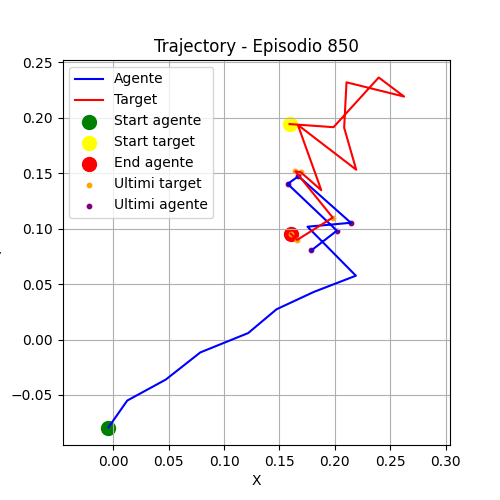 Trajectory - Episodio 850
0.25
0.20
0.15
0.10
0.05
0.00
−0.05
Agente
Target
Start agente
Start target
End agente
Ultimi target
Ultimi agente
0.00 0.05 0.10 0.15 0.20 0.25 0.30
X